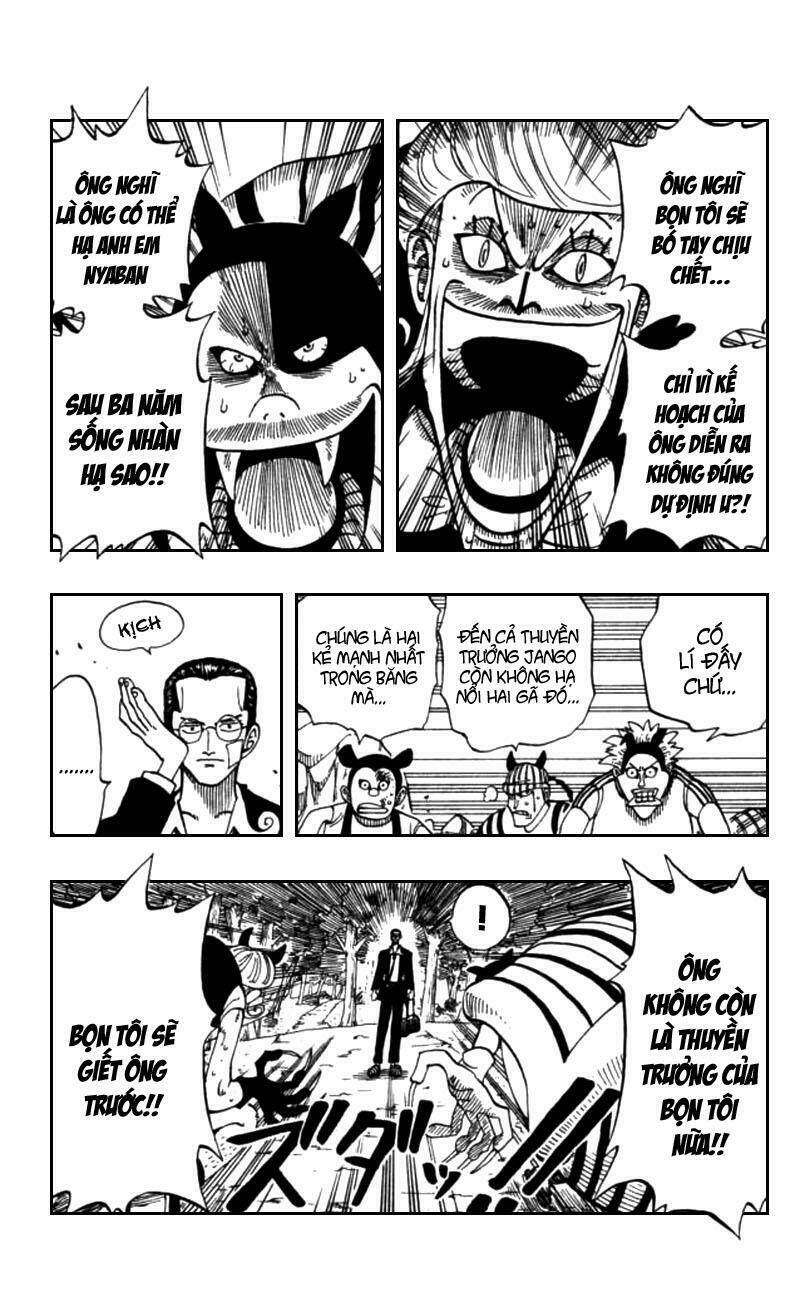 ÔNG NGHĨ
BỌN TÔI SẼ
BÓ TAY CHỊU
CHẾT...
CHỈ VÌ KẾ
HOẠCH CỦA
ÔNG DIỄN RA
KHÔNG ĐÚNG
DỰ ĐỊNH Ư?!
ÔNG NGHĨ
LÀ ÔNG CÓ THỂ
HẠ ANH EM
NYABAN
SAU BA NĂM
SỐNG NHÀN
HẠ SAO!!
CÓ
LÍ ĐẤY
CHỨ...
ĐẾN CẢ THUYỀN
TRƯỞNG JANGO
CÒN KHÔNG HẠ
NỔI HAI GÃ ĐÓ...
CHÚNG LÀ HAI
KẺ MẠNH NHẤT
TRONG BĂNG
MÀ...
KỊCH
........
!
ÔNG
KHÔNG CÒN
LÀ THUYỀN
TRƯỞNG CỦA
BỌN TÔI
NỮA!!
BỌN TÔI SẼ
GIẾT ÔNG
TRƯỚC!!
ズダッ!!